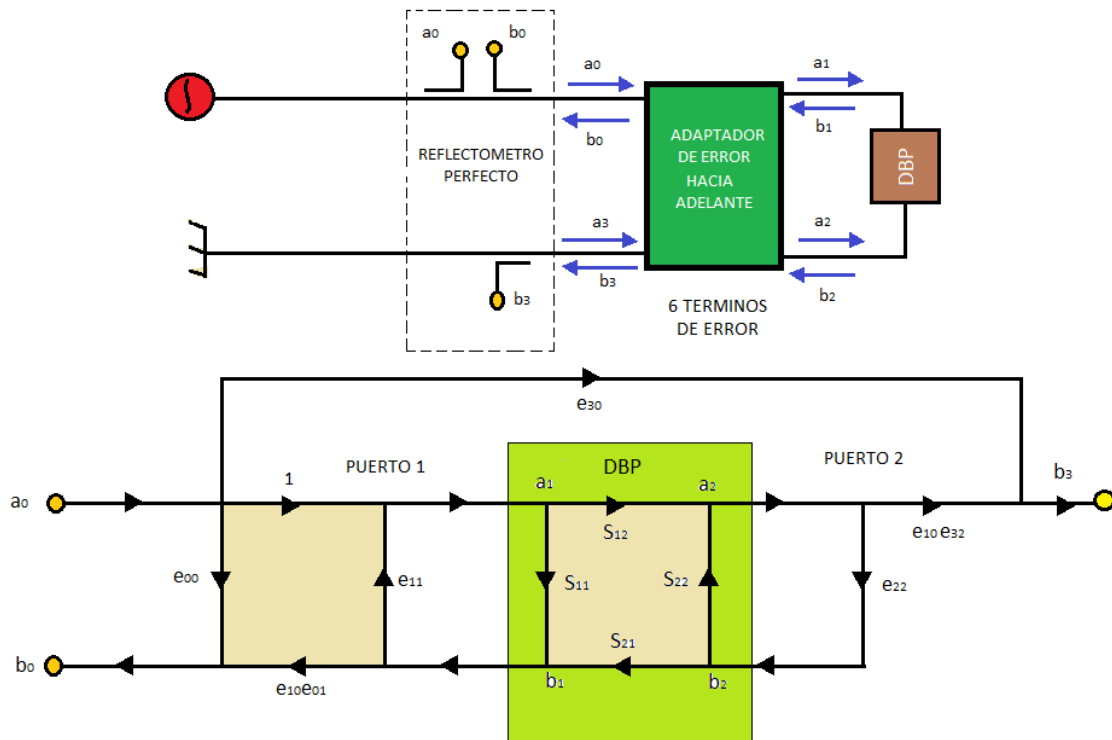 a0
b0
a0
a1
b0
b1
REFLECTOMETRO
PERFECTO
ADAPTADOR
DE ERROR
HACIA
ADELANTE
DBP
a3
a2
b3
b3
b2
6 TERMINOS
DE ERROR
e30
PUERTO 1
DBP
PUERTO 2
a0
1
a1
a2
b3
S12
e10 e32
e00
e11
S11
S22
e22
S21
b0
e10e01
b1
b2